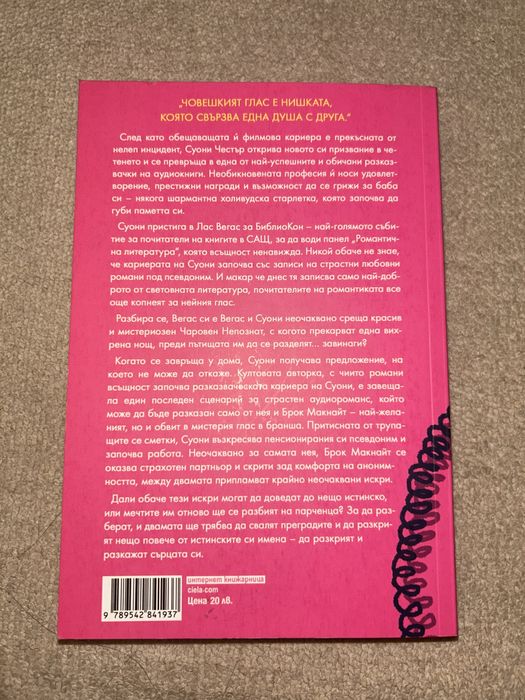 „ЧОВЕШКИЯТ ГЛАС Е НИШКАТА,
КОЯТО СВЪРЗВА ЕДНА ДУША С ДРУГА.“
След като обещаващата ѝ филмова кариера е прекъсната от
нелеп инцидент, Суони Честър открива новото си призвание в че-
тенето и се превръща в една от най-успешните и обичани разказ-
вачки на аудиокниги. Необикновената професия ѝ носи удовлет-
ворение, престижни награди и възможност да се грижи за баба
си – някога шармантна холивудска старлетка, която започва да
губи паметта си.
Суони пристига в Лас Вегас за БиблиоКон – най-голямото съби-
тие за почитатели на книгите в САЩ, за да води панел „Романтич-
на литература“, която всъщност ненавижда. Никой обаче не знае,
че кариерата на Суони започва със записи на страстни любовни
романи под псевдоним. И макар че днес тя записва само най-доб-
рото от световната литература, почитателите на романтиката все
още копнеят за нейния глас.
Разбира се, Вегас си е Вегас и Суони неочаквано среща красив
и мистериозен Чаровен Непознат, с когото прекарват една вих-
рена нощ, преди пътищата им да се разделят... завинаги?
Когато се завръща у дома, Суони получава предложение, на
което не може да откаже. Култовата авторка, с чиито романи
всъщност започва разказваческата кариера на Суони, е завеща-
ла един последен сценарий за страстен аудиороманс, който
може да бъде разказан само от нея и Брок Макнайт – най-жела-
ният, но и обвит в мистерия глас в бранша. Притисната от трупа-
щите се сметки, Суони възкресява пенсионирания си псевдоним и
започва работа. Неочаквано за самата нея, Брок Макнайт се
оказва страхотен партньор и скрити зад комфорта на аноним-
ността, между двамата припламват крайно неочаквани искри.
Дали обаче тези искри могат да доведат до нещо истинско,
или мечтите им отново ще се разбият на парченца? За да раз-
берат, и двамата ще трябва да свалят преградите и да разкри-
ят нещо повече от истинските си имена – да разкрият и
разкажат сърцата си.
интернет книжарница
ciela.com
Цена 20 лв.
9 789542 841937